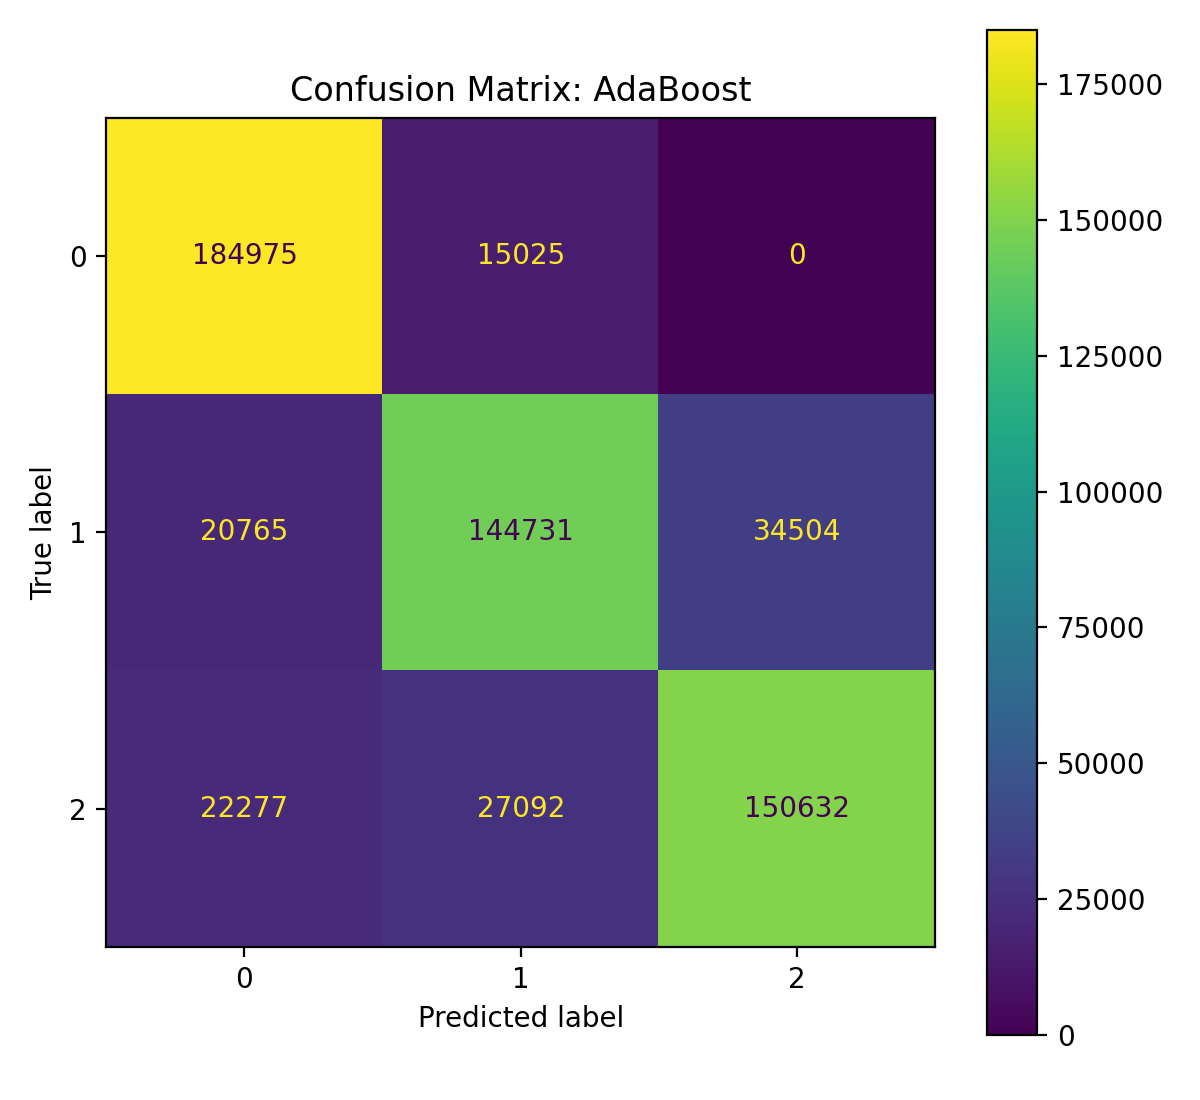 Confusion Matrix: AdaBoost
175000
150000
125000
100000
75000
50000
25000
0
True label
0
1
2
184975 15025 0
20765 144731 34504
22277 27092 150632
0 1 2
Predicted label